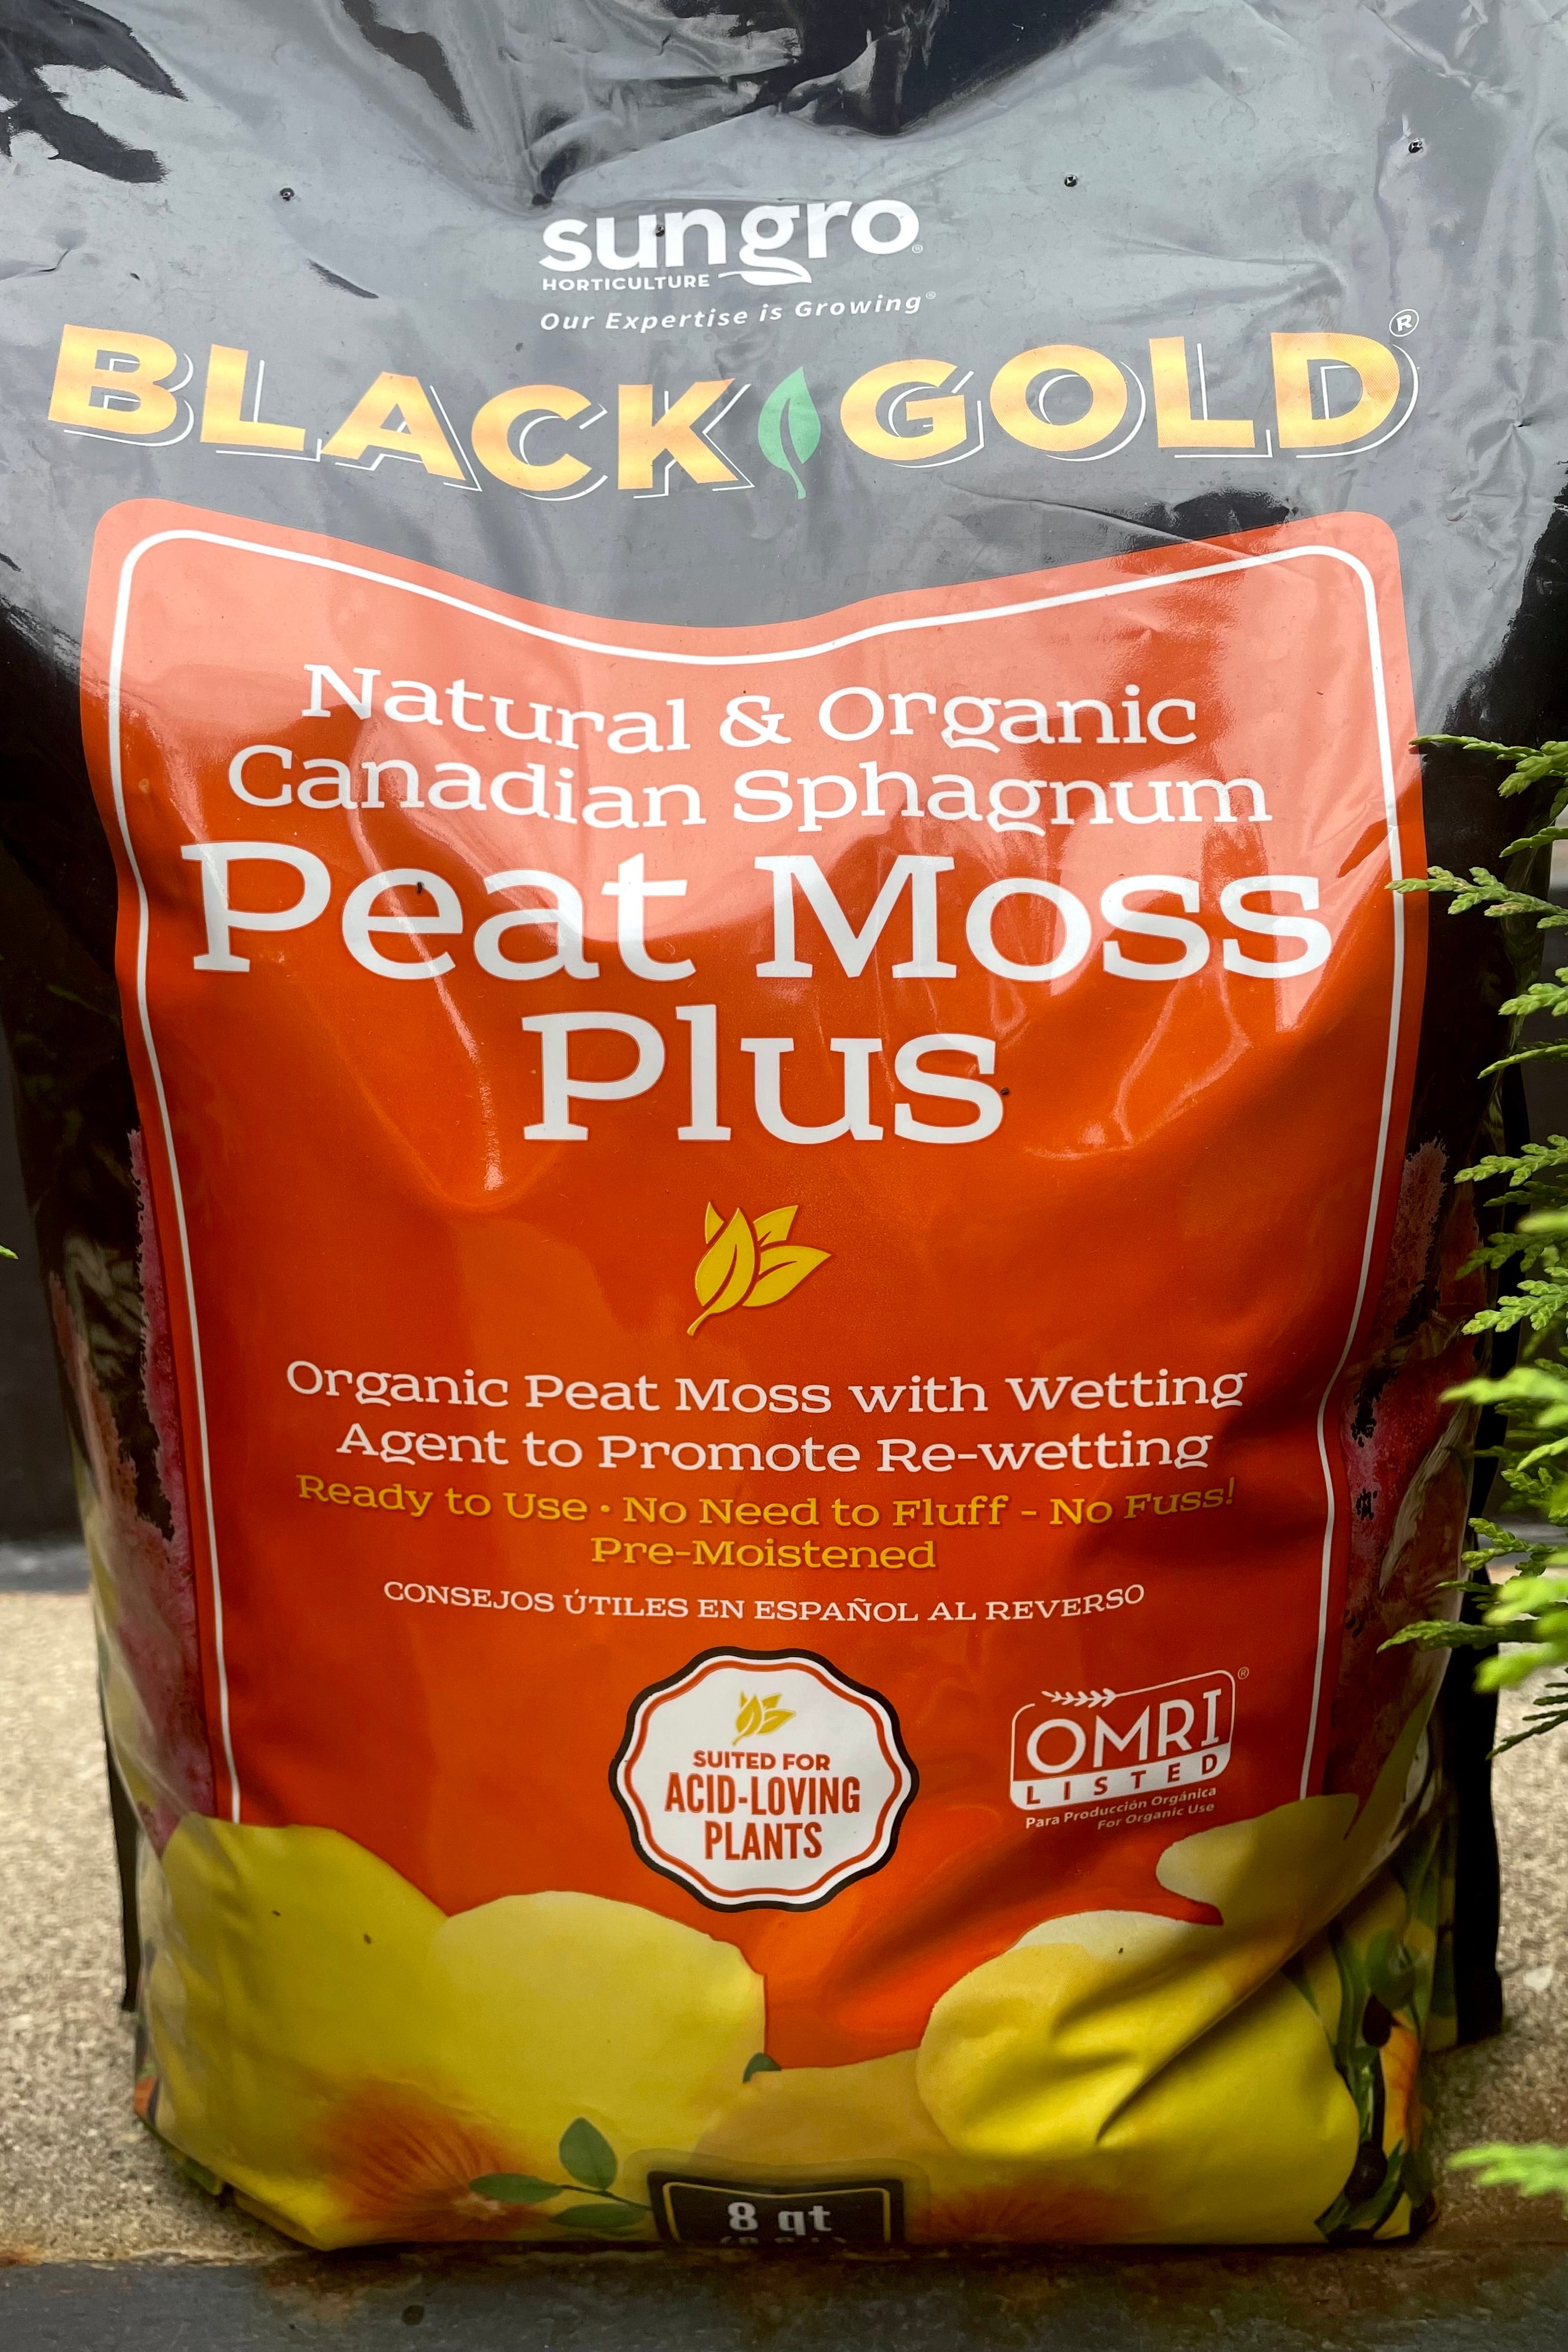 sungro®
HORTICULTURE
Our Expertise is Growing®
BLACK GOLD®
Natural & Organic
Canadian Sphagnum
Peat Moss
Plus
Organic Peat Moss with Wetting
Agent to Promote Re-wetting
Ready to Use • No Need to Fluff - No Fuss!
Pre-Moistened
CONSEJOS ÚTILES EN ESPAÑOL AL REVERSO
SUITED FOR
ACID-LOVING
PLANTS
OMRI®
LISTED
Para Producción Orgánica
For Organic Use
8 qt